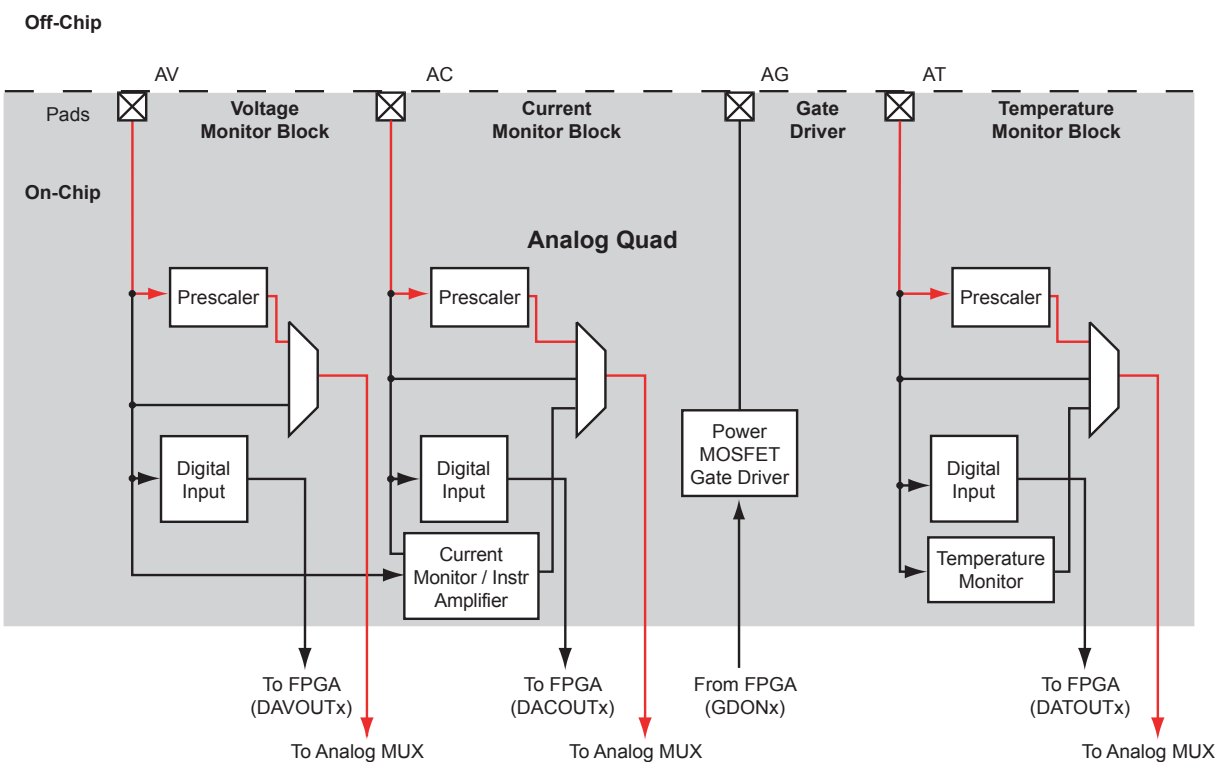 Off-Chip
AV
AC
AG
AT
Pads
Voltage
Monitor Block
Current
Monitor Block
Gate
Driver
Temperature
Monitor Block
On-Chip
Analog Quad
Prescaler
Prescaler
Prescaler
Power
MOSFET
Gate Driver
Digital
Input
Digital
Input
Digital
Input
Current
Monitor / Instr
Amplifier
Temperature
Monitor
To FPGA
(DAVOUTx)
To FPGA
(DACOUTx)
From FPGA
(GDONx)
To FPGA
(DATOUTx)
To Analog MUX
To Analog MUX
To Analog MUX